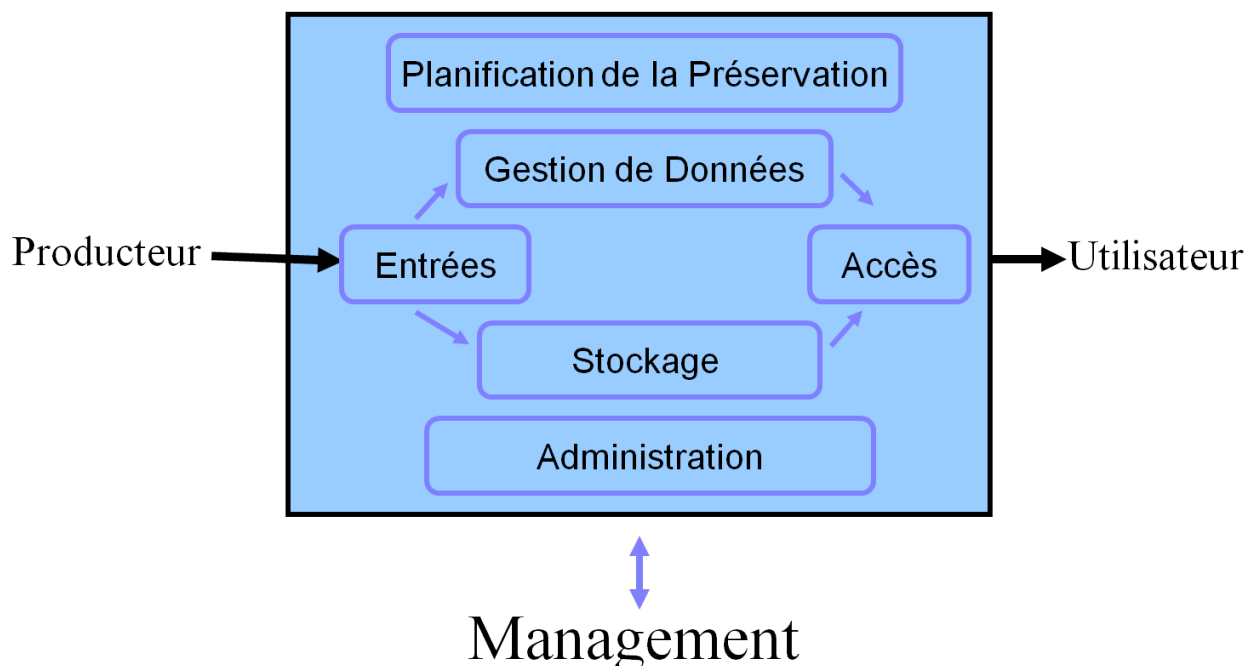 Planification de la Préservation
Gestion de Données
Producteur
Entrées
Accès
Utilisateur
Stockage
Administration
Management